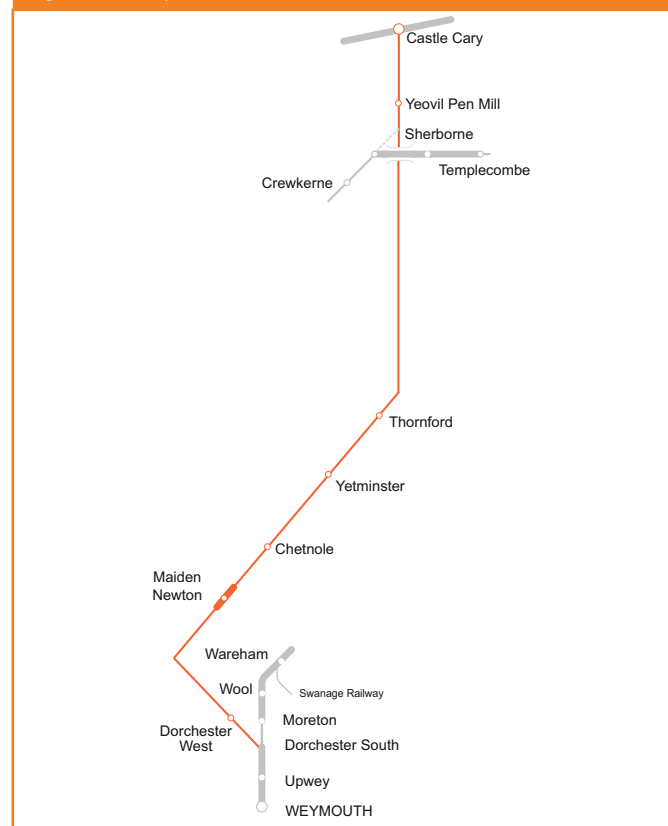 Castle Cary
Yeovil Pen Mill
Sherborne
Templecombe
Crewkerne
Thornford
Yetminster
Chetnole
Maiden
Newton
Wareham
Wool
Swanage Railway
Moreton
Dorchester
West
Dorchester South
Upwey
WEYMOUTH